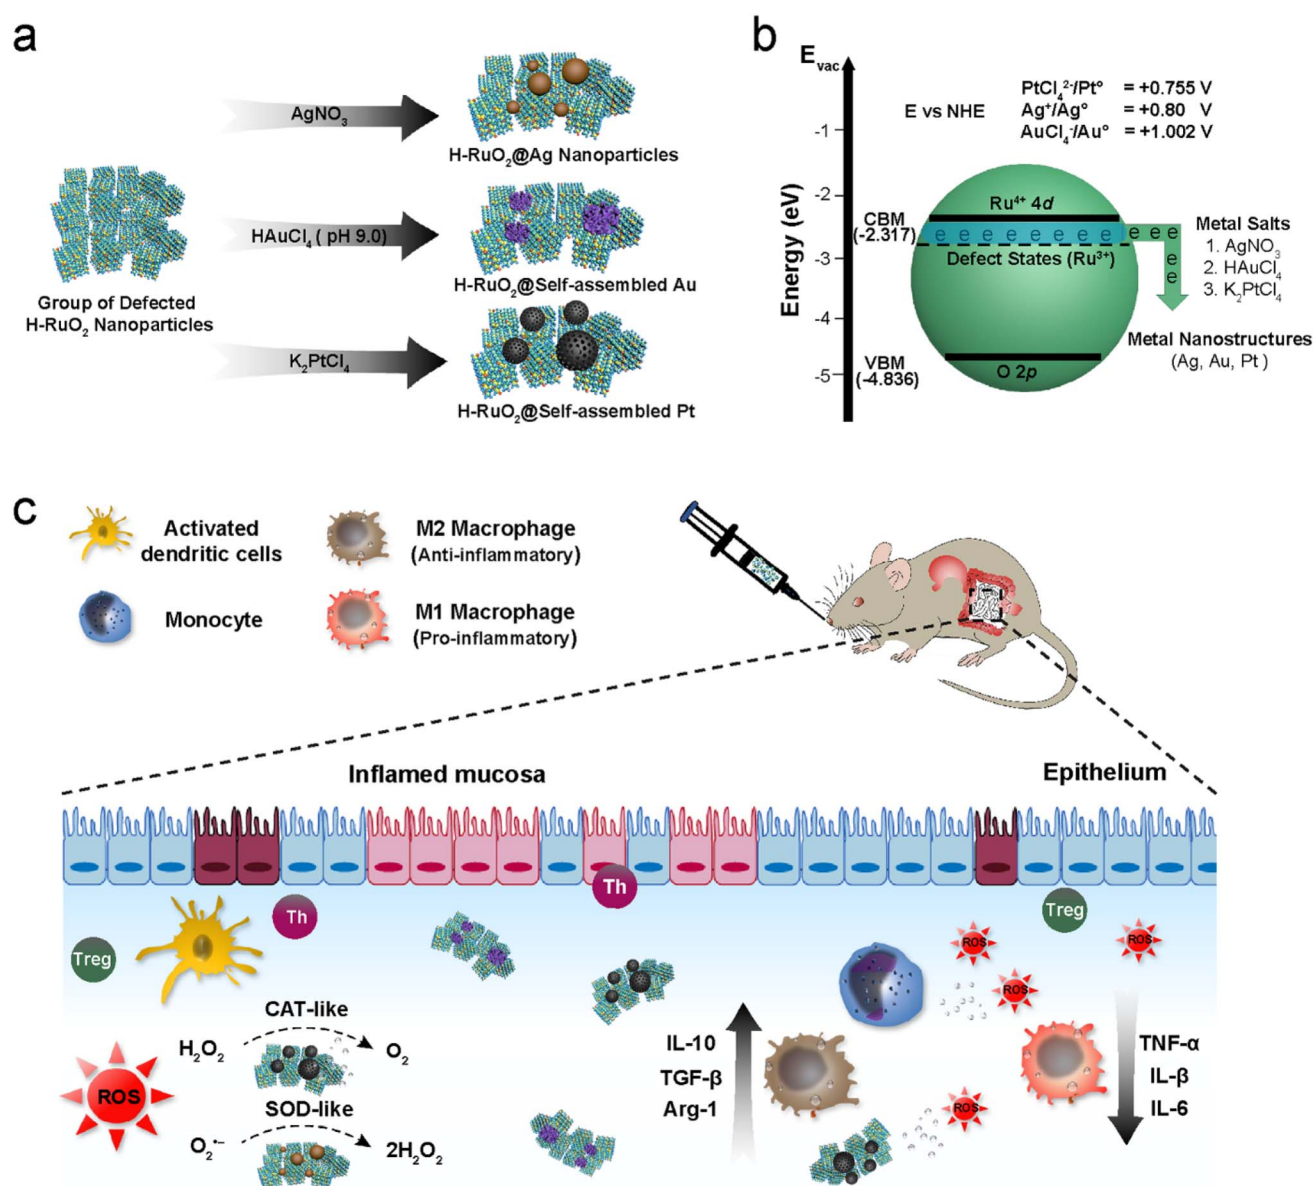 a
AgNO₃
H-RuO₂@Ag Nanoparticles
HAuCl₄ ( pH 9.0)
H-RuO₂@Self-assembled Au
Group of Defected
H-RuO₂ Nanoparticles
K₂PtCl₄
H-RuO₂@Self-assembled Pt
b
Evac
E vs NHE
PtCl₄²⁻/Pt° = +0.755 V
Ag⁺/Ag° = +0.80 V
AuCl₄⁻/Au° = +1.002 V
Energy (eV)
-1
-2
-3
-4
-5
CBM
(-2.317)
VBM
(-4.836)
Ru⁴⁺ 4d
e e e e e e e e e e e
e
e
Defect States (Ru³⁺)
O 2p
Metal Salts
1. AgNO₃
2. HAuCl₄
3. K₂PtCl₄
Metal Nanostructures
(Ag, Au, Pt )
c
Activated
dendritic cells
M2 Macrophage
(Anti-inflammatory)
Monocyte
M1 Macrophage
(Pro-inflammatory)
Inflamed mucosa
Epithelium
Th
Th
Treg
Treg
ROS
ROS
ROS
CAT-like
H₂O₂
O₂
ROS
SOD-like
O₂•⁻
2H₂O₂
IL-10
TGF-β
Arg-1
ROS
TNF-α
IL-β
IL-6